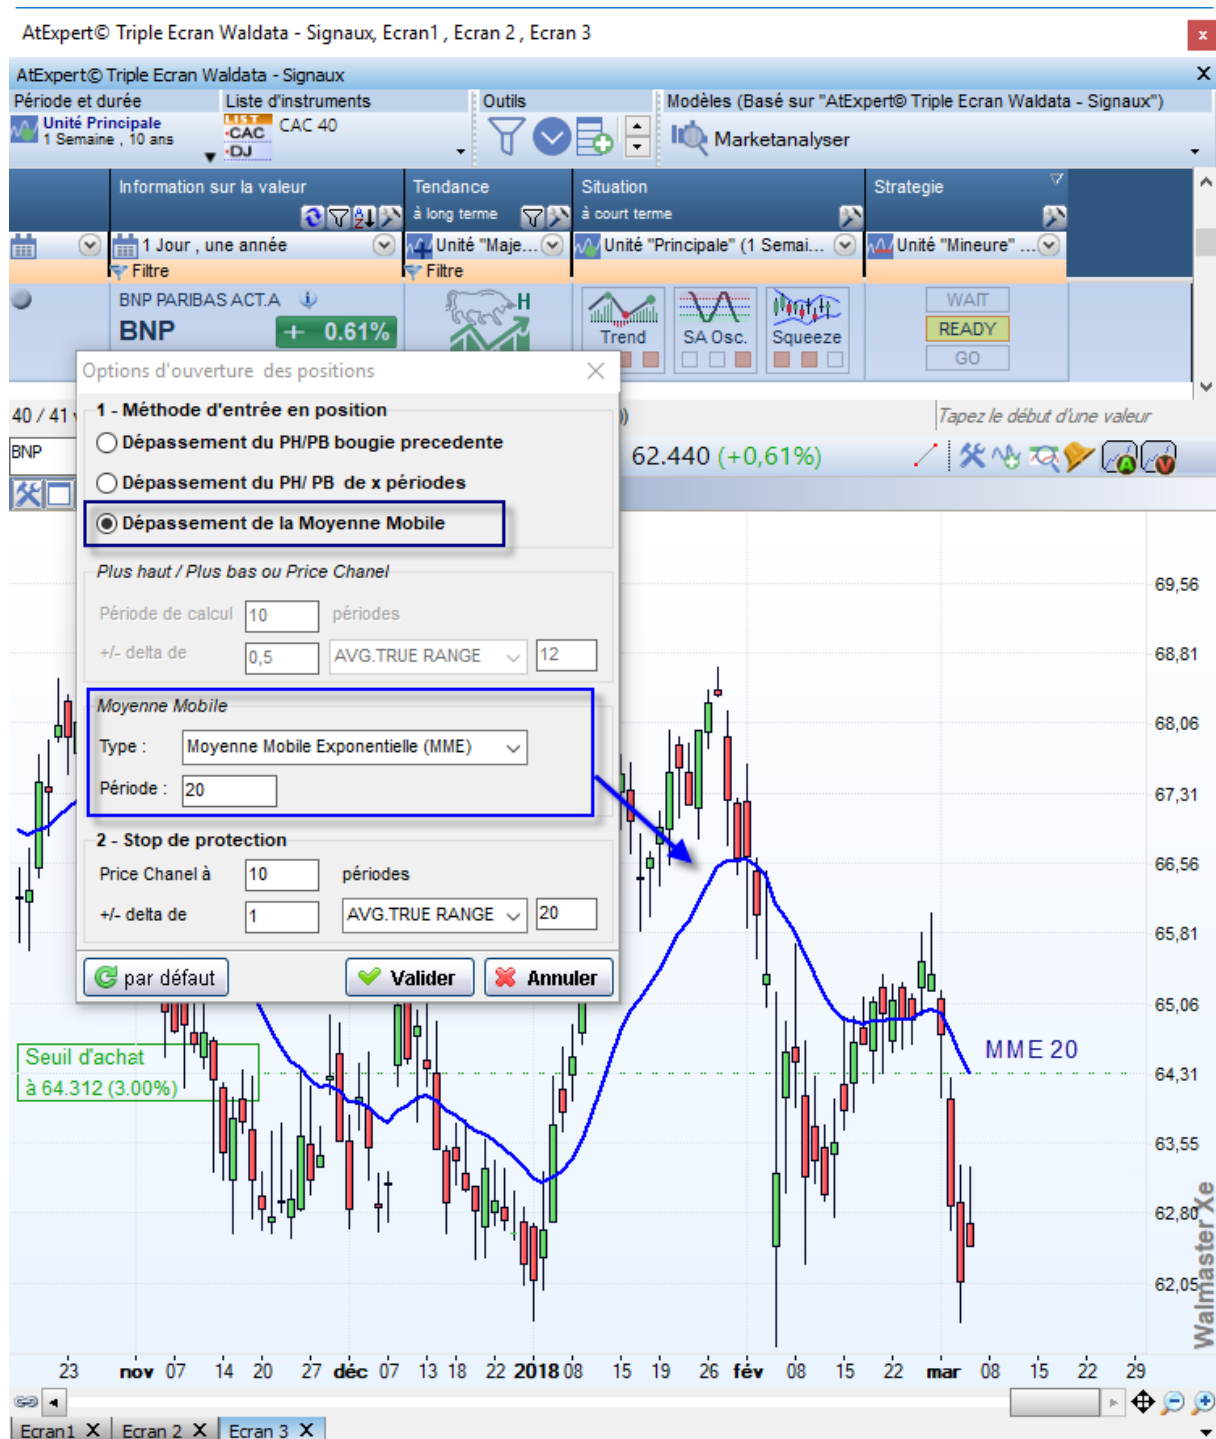 AtExpert© Triple Ecran Waldata - Signaux, Ecran1 , Ecran 2 , Ecran 3
x
AtExpert© Triple Ecran Waldata - Signaux
X
Période et durée
Liste d'instruments
Outils
Modèles (Basé sur "AtExpert© Triple Ecran Waldata - Signaux")
Unité Principale
1 Semaine , 10 ans
LIST
CAC
DJ
CAC 40
Marketanalyser
Information sur la valeur
Tendance
à long terme
Situation
à court terme
Strategie
1 Jour , une année
Unité "Maje...
Unité "Principale" (1 Semai...
Unité "Mineure" ...
Filtre
Filtre
BNP PARIBAS ACT.A
BNP
+ 0.61%
H
Trend
SA Osc.
Squeeze
WAIT
READY
GO
Options d'ouverture des positions
40 / 41
Tapez le début d'une valeur
BNP
62.440 (+0,61%)
A
V
1 - Méthode d'entrée en position
Dépassement du PH/PB bougie precedente
Dépassement du PH/ PB de x périodes
Dépassement de la Moyenne Mobile
Plus haut / Plus bas ou Price Chanel
Période de calcul 10 périodes
+/- delta de 0,5 AVG.TRUE RANGE 12
Moyenne Mobile
Type : Moyenne Mobile Exponentielle (MME)
Période : 20
2 - Stop de protection
Price Chanel à 10 périodes
+/- delta de 1 AVG.TRUE RANGE 20
par défaut
Valider
Annuler
69,56
68,81
68,06
67,31
66,56
65,81
65,06
64,31
63,55
62,80
62,05
Seuil d'achat
à 64.312 (3.00%)
MME 20
Walmaster Xe
23 nov 07 14 20 27 déc 07 13 18 22 2018 08 15 19 26 fév 08 15 22 mar 08 15 22 29
Ecran1 X
Ecran 2 X
Ecran 3 X